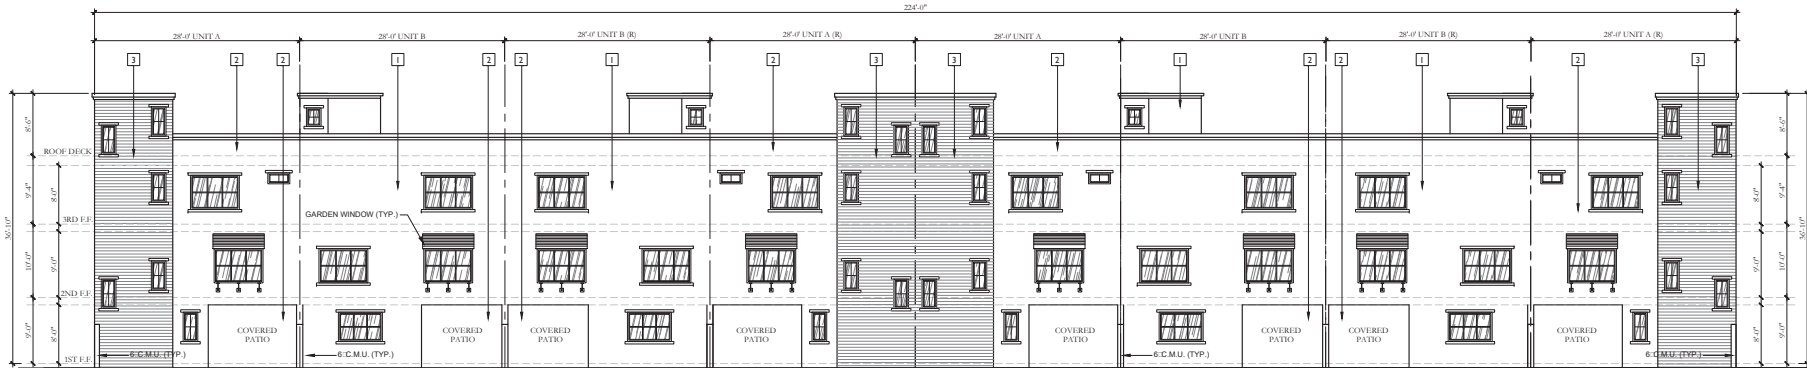 224'-0"
28'-0" UNIT A
28'-0" UNIT B
28'-0" UNIT B (R)
28'-0" UNIT A (R)
28'-0" UNIT A
28'-0" UNIT B
28'-0" UNIT B (R)
28'-0" UNIT A (R)
3
2
2
1
2
2
1
2
3
3
2
1
2
2
1
2
3
8'-6"
8'-6"
ROOF DECK
9'-4"
8'-0"
8'-0"
9'-4"
GARDEN WINDOW (TYP.)
3RD F.F.
36'-10"
36'-10"
10'-0"
9'-0"
9'-0"
10'-0"
2ND F.F.
9'-0"
8'-0"
8'-0"
9'-0"
COVERED
PATIO
COVERED
PATIO
COVERED
PATIO
COVERED
PATIO
COVERED
PATIO
COVERED
PATIO
COVERED
PATIO
COVERED
PATIO
1ST F.F.
6' C.M.U. (TYP.)
6' C.M.U. (TYP.)
6' C.M.U. (TYP.)
6' C.M.U. (TYP.)